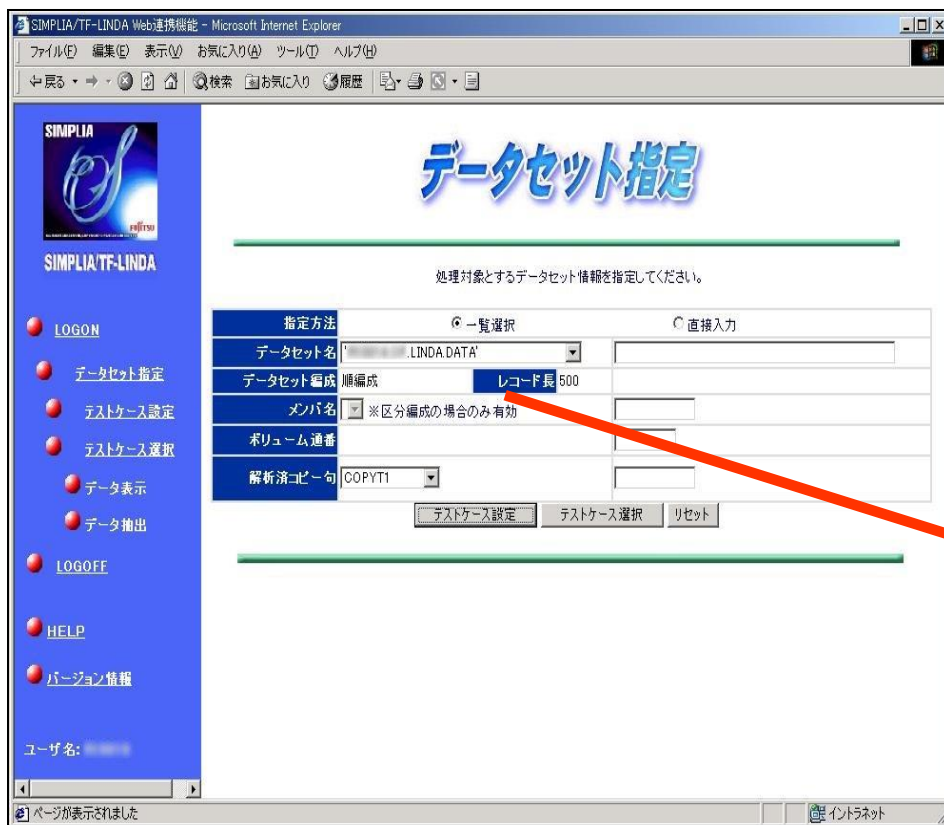 SIMPLIA/TF-LINDA Web連携機能 - Microsoft Internet Explorer
ファイル(F) 編集(E) 表示(V) お気に入り(A) ツール(T) ヘルプ(H)
戻る 検索 お気に入り 履歴
SIMPLIA
FUJITSU
SIMPLIA/TF-LINDA
LOGON
データセット指定
テストケース設定
テストケース選択
データ表示
データ抽出
LOGOFF
HELP
バージョン情報
ユーザ名:
データセット指定
処理対象とするデータセット情報を指定してください。
指定方法 一覧選択 直接入力
データセット名 ' .LINDA.DATA'
データセット編成 順編成 レコード長 500
メンバ名 ※区分編成の場合のみ有効
ボリューム通番
解析済コピー句 COPYT1
テストケース設定 テストケース選択 リセット
ページが表示されました イントラネット